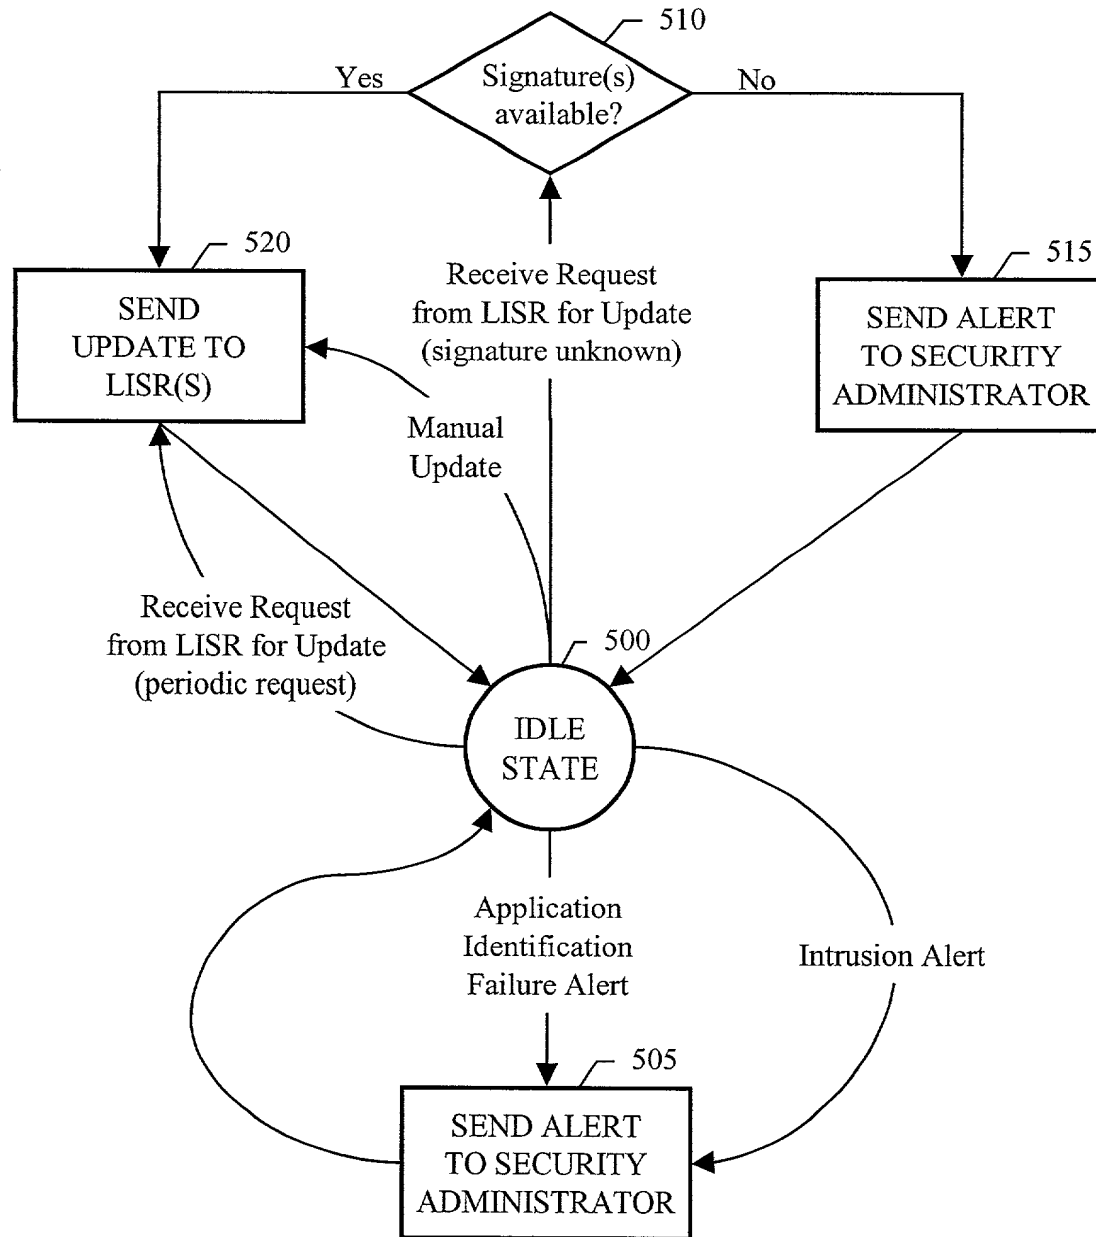 510
Signature(s)
available?
Yes
No
520
SEND
UPDATE TO
LISR(S)
515
SEND ALERT
TO SECURITY
ADMINISTRATOR
Receive Request
from LISR for Update
(signature unknown)
Manual
Update
Receive Request
from LISR for Update
(periodic request)
500
IDLE
STATE
Application
Identification
Failure Alert
Intrusion Alert
505
SEND ALERT
TO SECURITY
ADMINISTRATOR